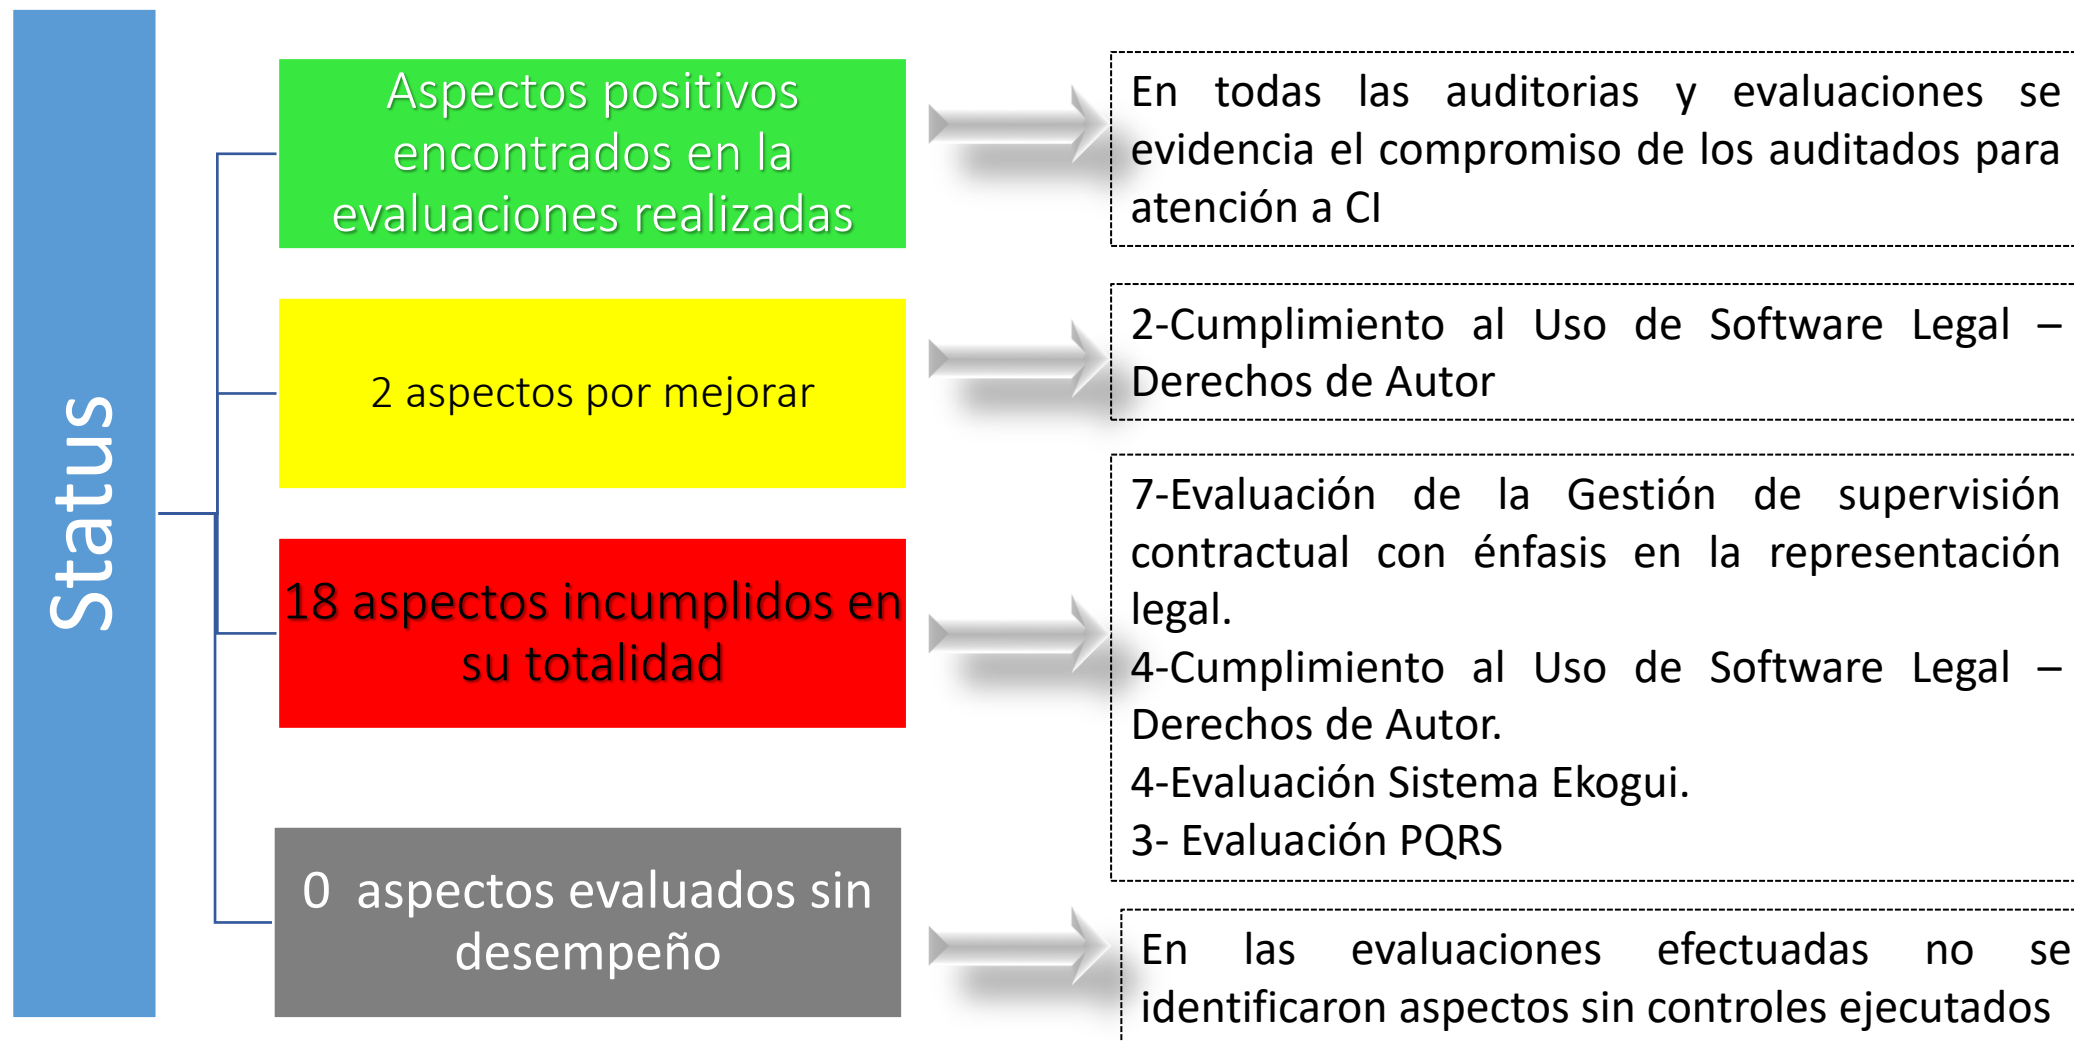 Status
Aspectos positivos
encontrados en la
evaluaciones realizadas
En todas las auditorias y evaluaciones se
evidencia el compromiso de los auditados para
atención a CI
2 aspectos por mejorar
2-Cumplimiento al Uso de Software Legal –
Derechos de Autor
18 aspectos incumplidos en
su totalidad
7-Evaluación de la Gestión de supervisión
contractual con énfasis en la representación
legal.
4-Cumplimiento al Uso de Software Legal –
Derechos de Autor.
4-Evaluación Sistema Ekogui.
3- Evaluación PQRS
0 aspectos evaluados sin
desempeño
En las evaluaciones efectuadas no se
identificaron aspectos sin controles ejecutados